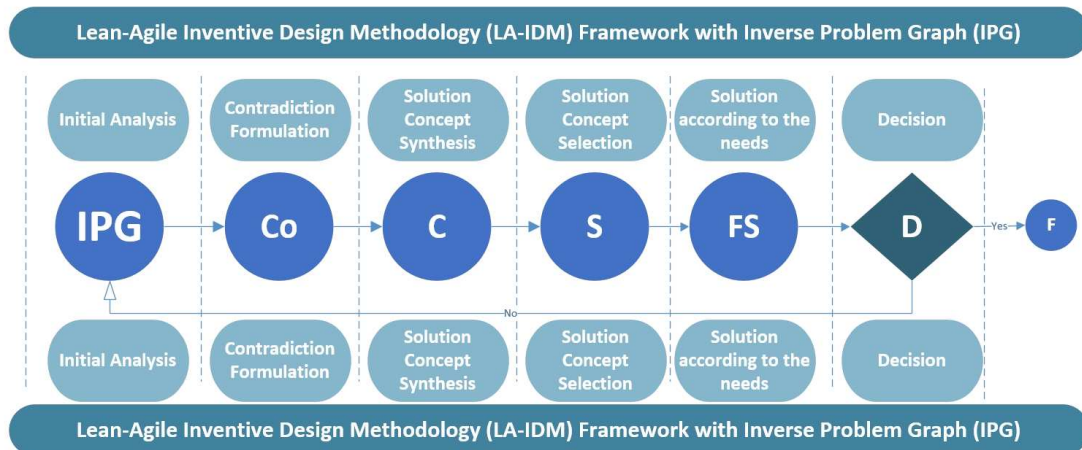 Lean-Agile Inventive Design Methodology (LA-IDM) Framework with Inverse Problem Graph (IPG)
Initial Analysis
Contradiction
Formulation
Solution
Concept
Synthesis
Solution
Concept
Selection
Solution
according to the
needs
Decision
IPG
Co
C
S
FS
D
Yes
F
No
Initial Analysis
Contradiction
Formulation
Solution
Concept
Synthesis
Solution
Concept
Selection
Solution
according to the
needs
Decision
Lean-Agile Inventive Design Methodology (LA-IDM) Framework with Inverse Problem Graph (IPG)